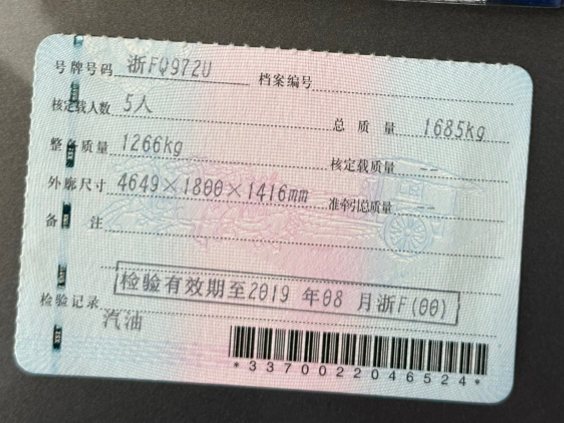 号牌号码 浙FQ972U 档案编号
核定载人数 5人 总质量 1685kg
整备质量 1266kg 核定载质量 --
外廓尺寸 4649×1800×1416mm 准牵引总质量 --
备注
检验有效期至2019年08月浙F(00)
检验记录
汽油
*3370022046524*